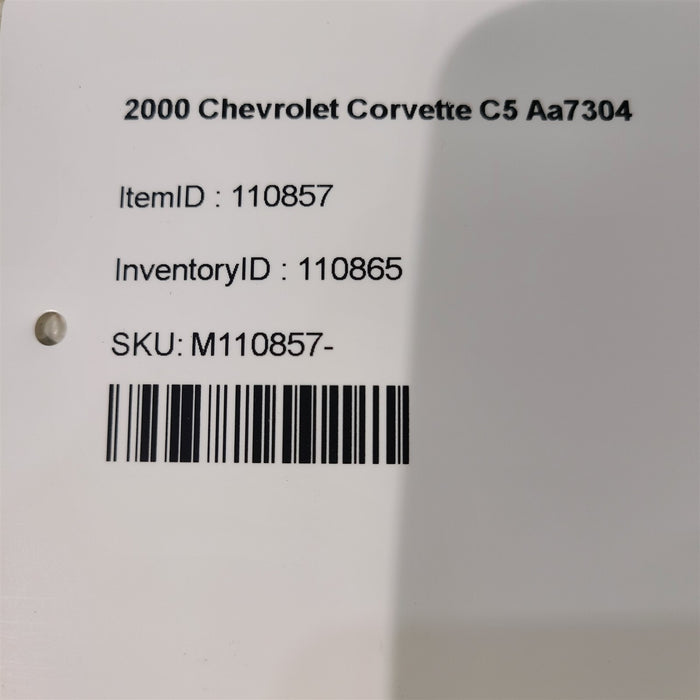 2000 Chevrolet Corvette C5 Aa7304
ItemID : 110857
InventoryID : 110865
SKU: M110857-